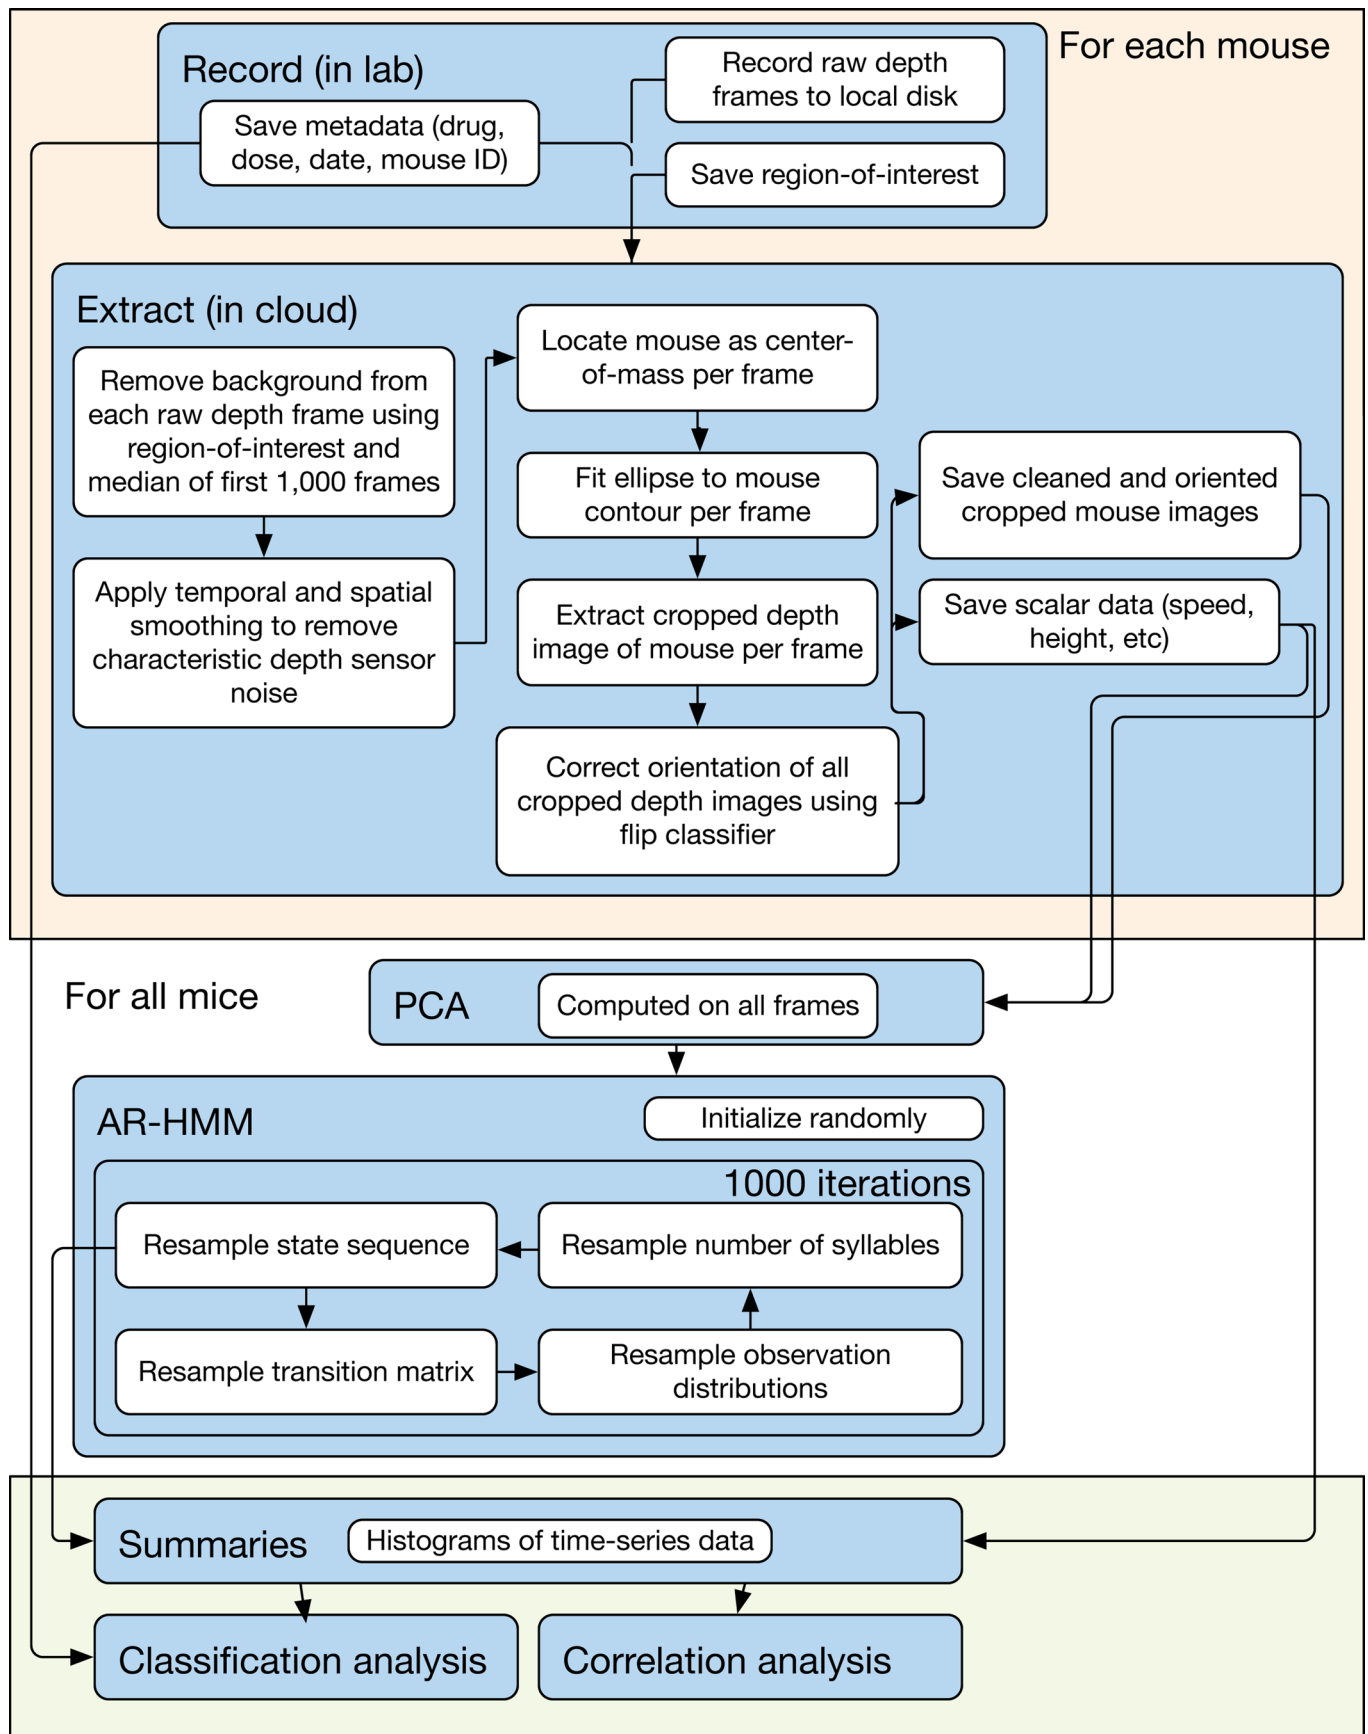 For each mouse
Record (in lab)
Record raw depth
frames to local disk
Save metadata (drug,
dose, date, mouse ID)
Save region-of-interest
Extract (in cloud)
Remove background from
each raw depth frame using
region-of-interest and
median of first 1,000 frames
Apply temporal and spatial
smoothing to remove
characteristic depth sensor
noise
Locate mouse as center-
of-mass per frame
Fit ellipse to mouse
contour per frame
Extract cropped depth
image of mouse per frame
Correct orientation of all
cropped depth images using
flip classifier
Save cleaned and oriented
cropped mouse images
Save scalar data (speed,
height, etc)
For all mice
PCA
Computed on all frames
AR-HMM
Initialize randomly
1000 iterations
Resample state sequence
Resample number of syllables
Resample transition matrix
Resample observation
distributions
Summaries
Histograms of time-series data
Classification analysis
Correlation analysis